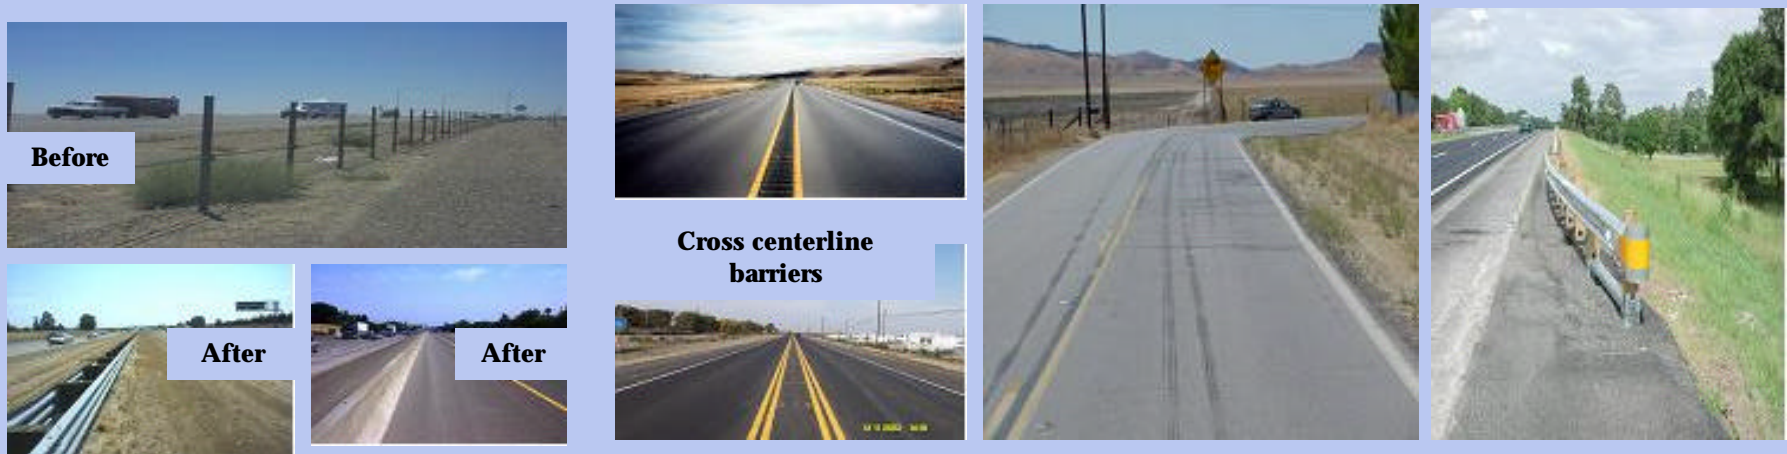 Before
After
After
Cross centerline
barriers